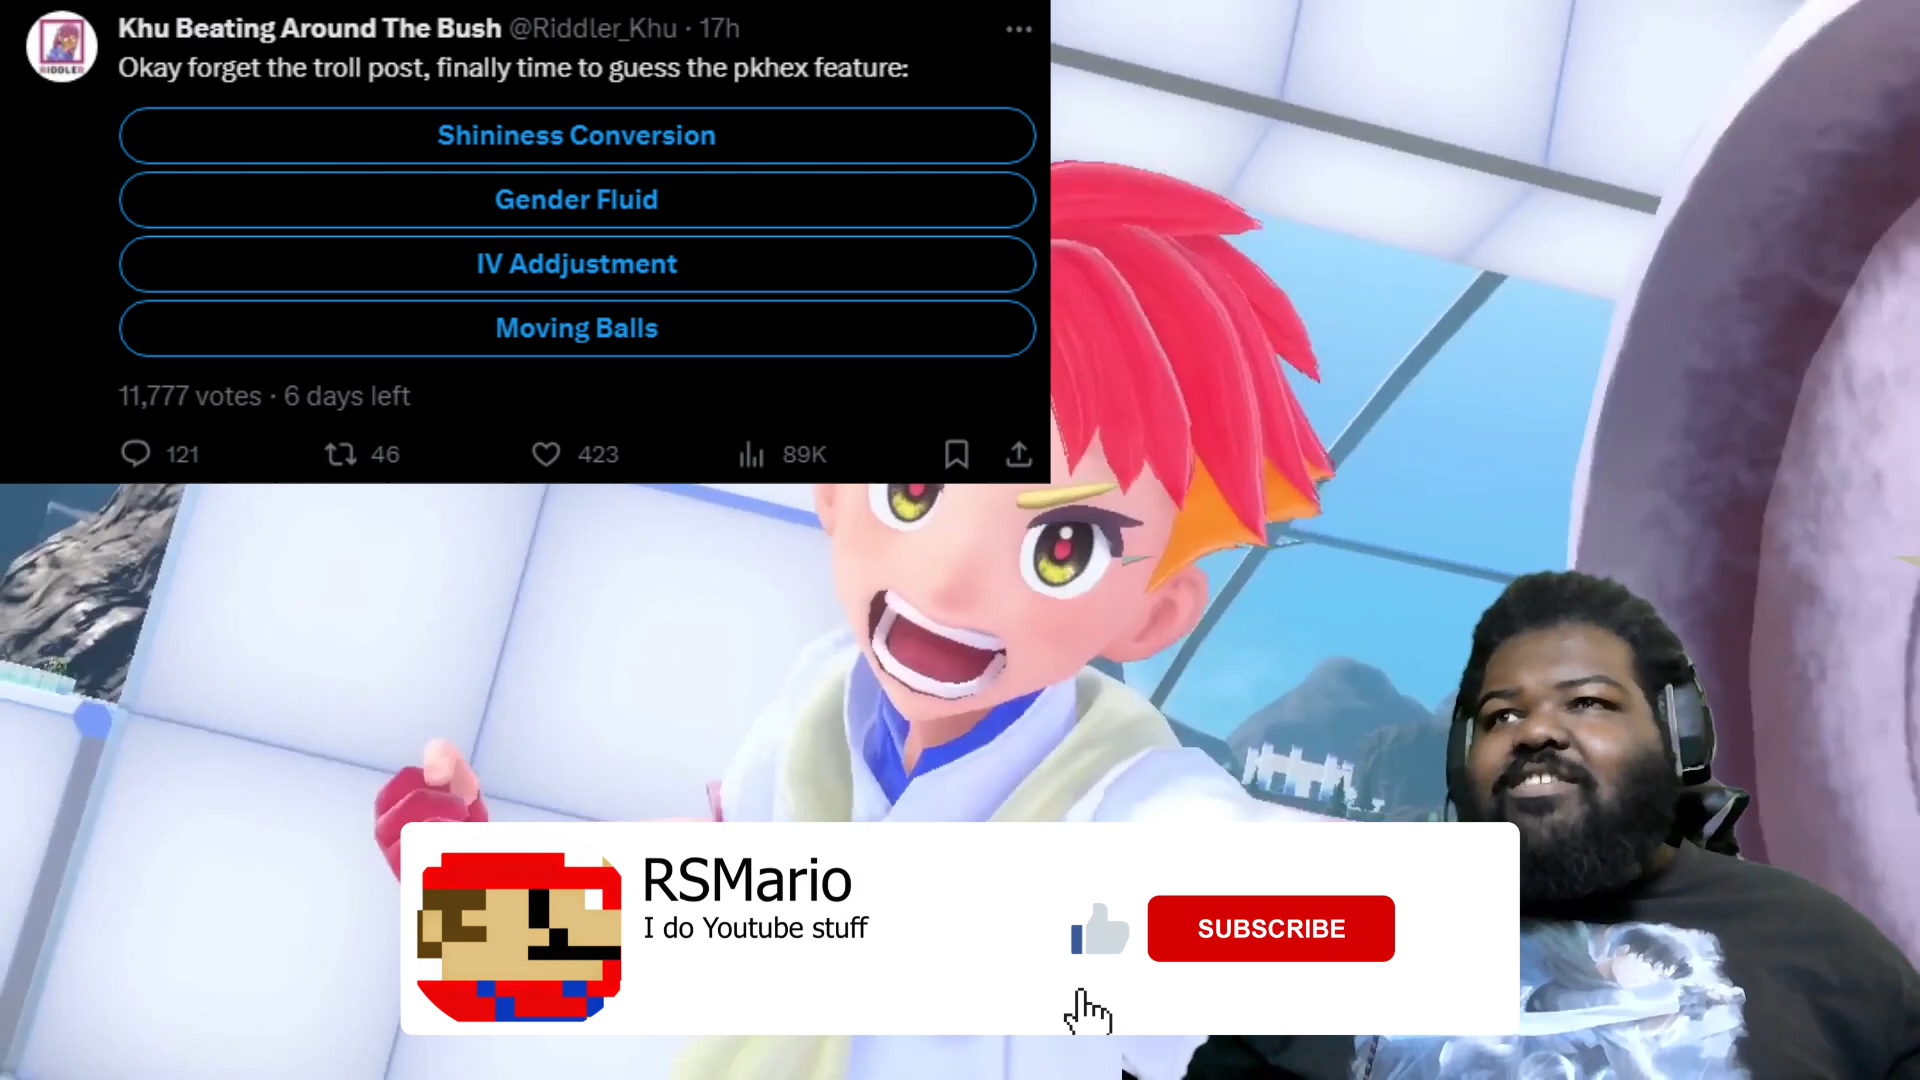 Khu Beating Around The Bush @Riddler_Khu · 17h
Okay forget the troll post, finally time to guess the pkhex feature:
Shininess Conversion
Gender Fluid
IV Addjustment
Moving Balls
11,777 votes · 6 days left
121 46 423 89K
RIDDLER
RSMario
I do Youtube stuff
SUBSCRIBE